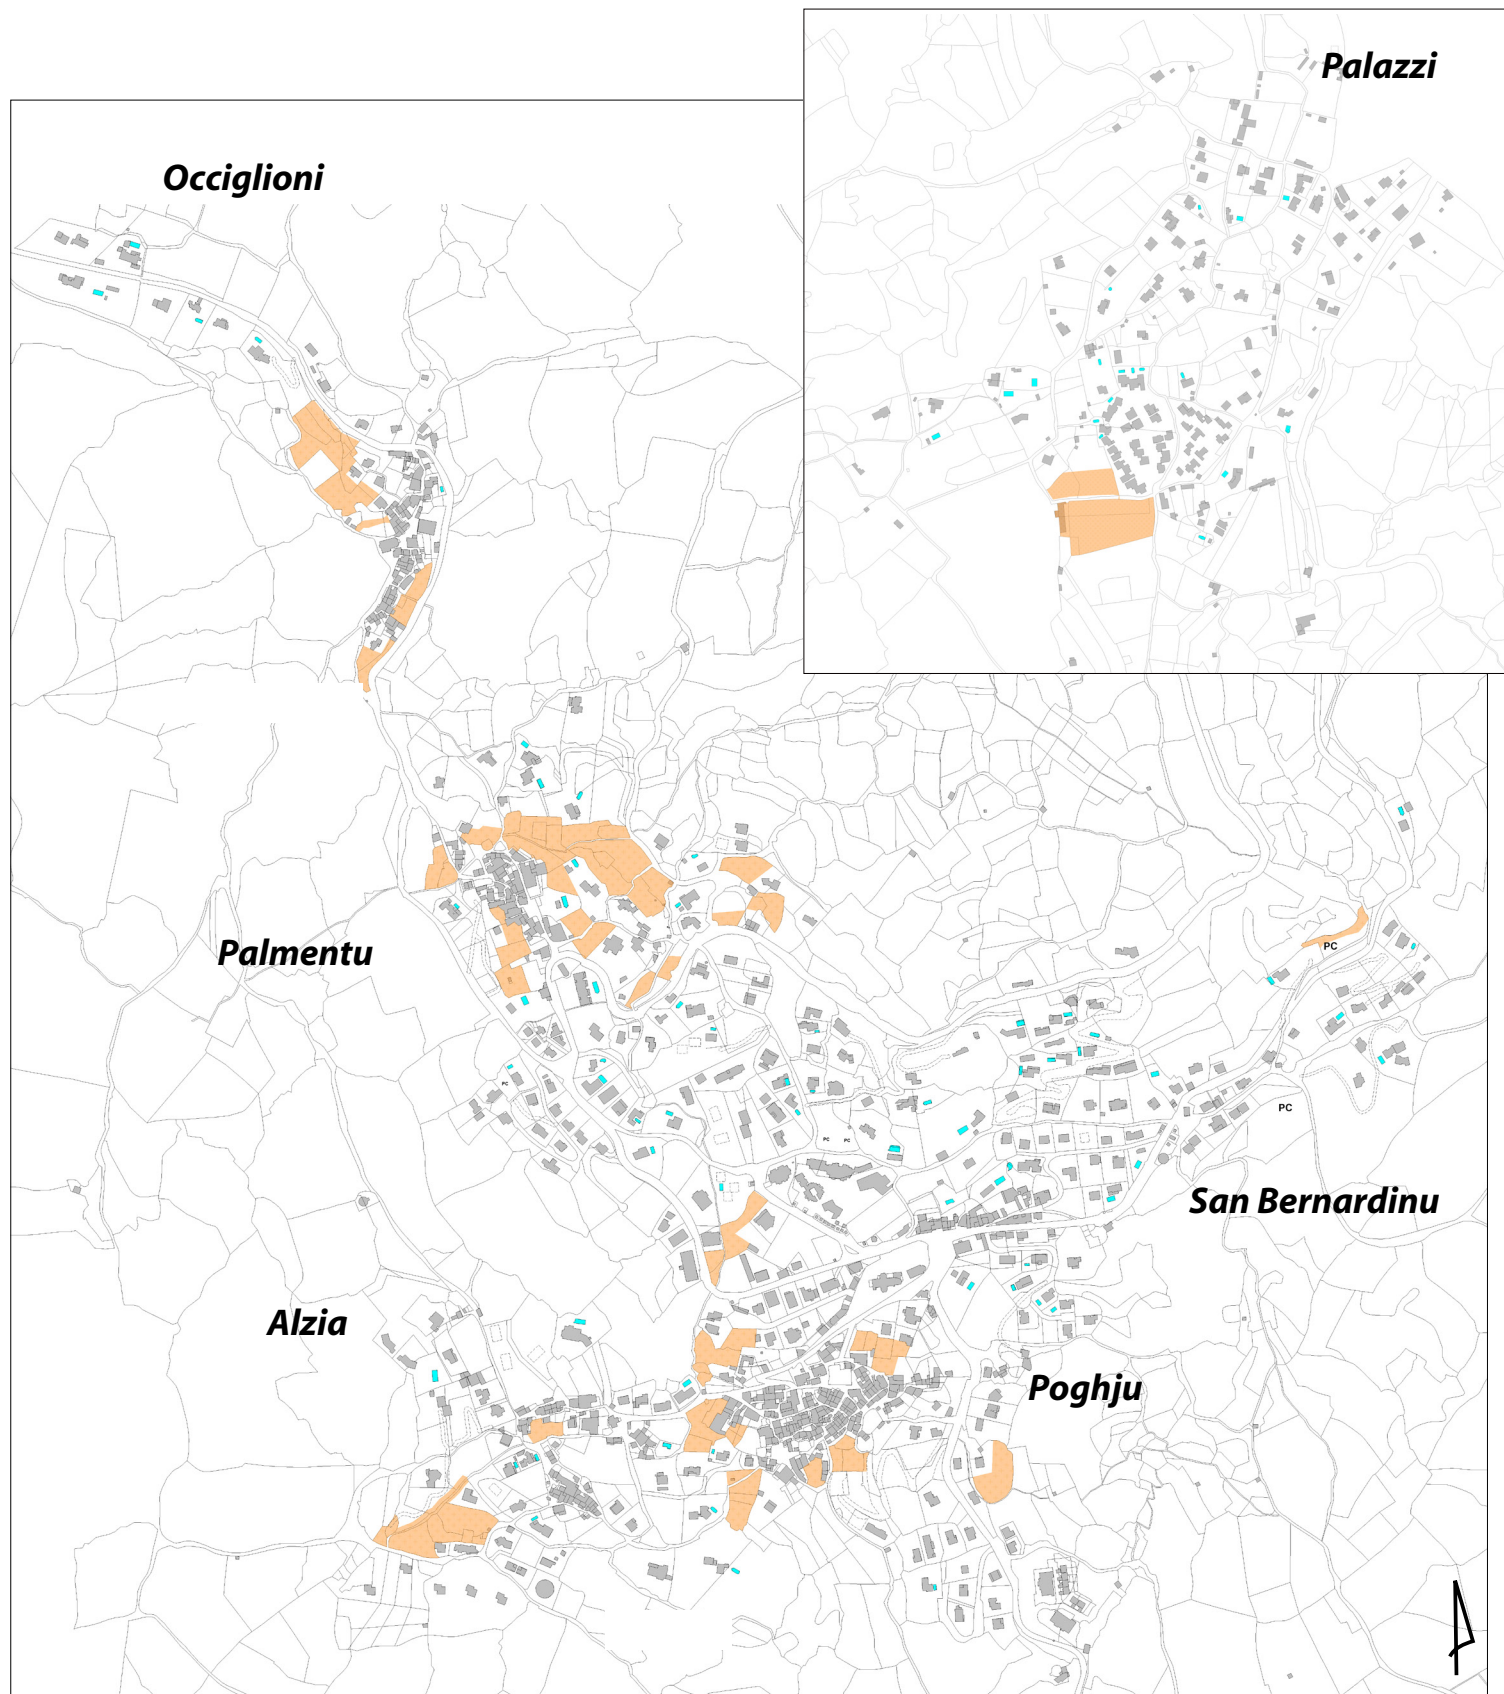 Palazzi
Occiglioni
Palmentu
PC
PC
PC
PC PC
San Bernardinu
Alzia
Poghju